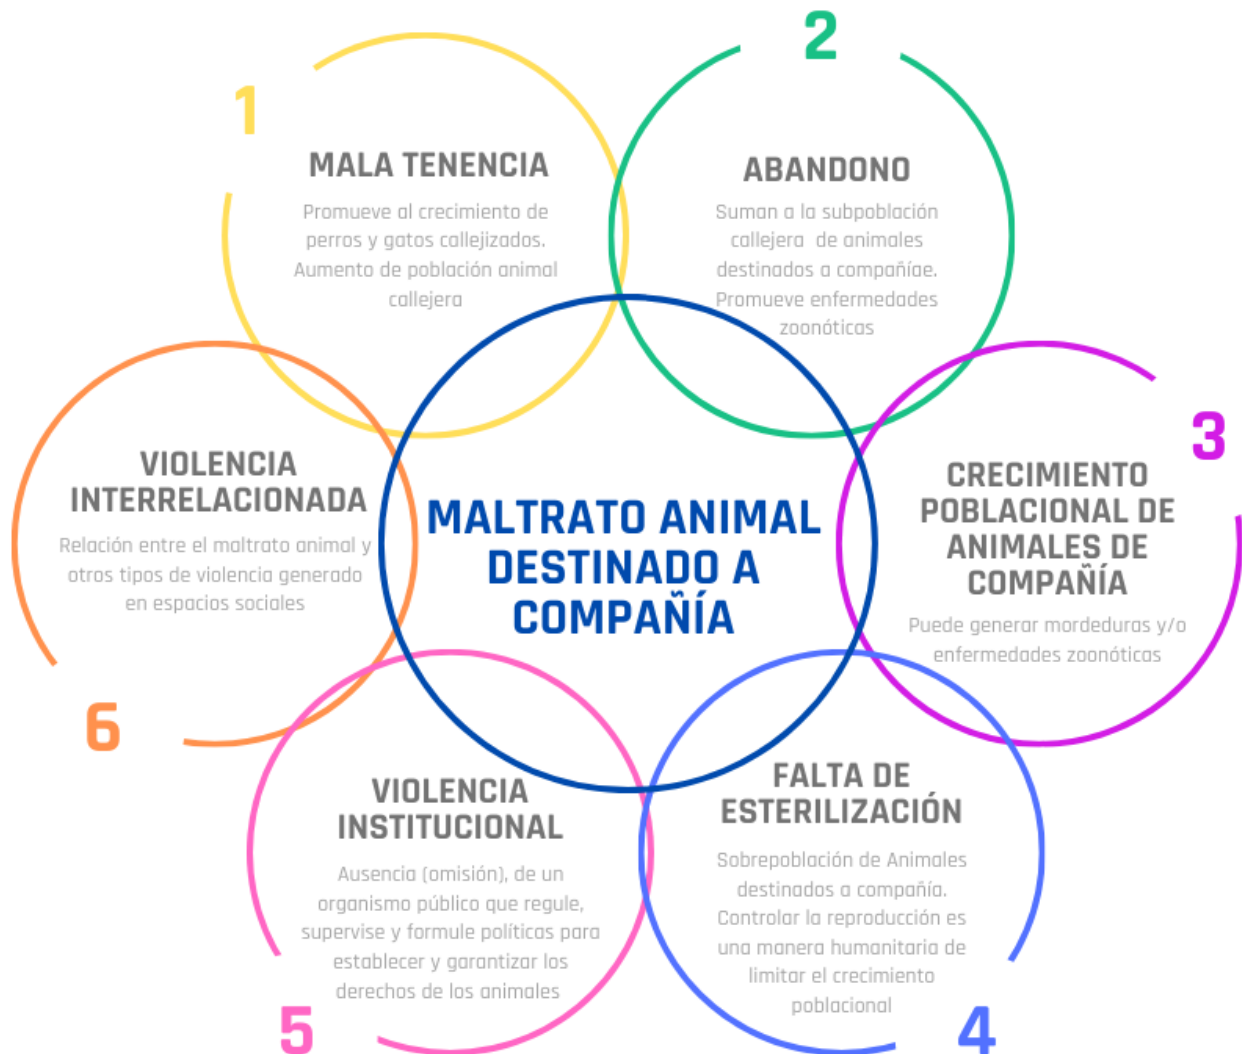 1
MALA TENENCIA
Promueve al crecimiento de
perros y gatos callejizados.
Aumento de población animal
callejera
2
ABANDONO
Suman a la subpoblación
callejera de animales
destinados a compañíae.
Promueve enfermedades
zoonóticas
3
CRECIMIENTO
POBLACIONAL DE
ANIMALES DE
COMPAÑÍA
Puede generar mordeduras y/o
enfermedades zoonóticas
FALTA DE
ESTERILIZACIÓN
Sobrepoblación de Animales
destinados a compañía.
Controlar la reproducción es
una manera humanitaria de
limitar el crecimiento
poblacional
4
VIOLENCIA
INSTITUCIONAL
Ausencia (omisión), de un
organismo público que regule,
supervise y formule políticas para
establecer y garantizar los
derechos de los animales
5
VIOLENCIA
INTERRELACIONADA
Relación entre el maltrato animal y
otros tipos de violencia generado
en espacios sociales
6
MALTRATO ANIMAL
DESTINADO A
COMPAÑÍA